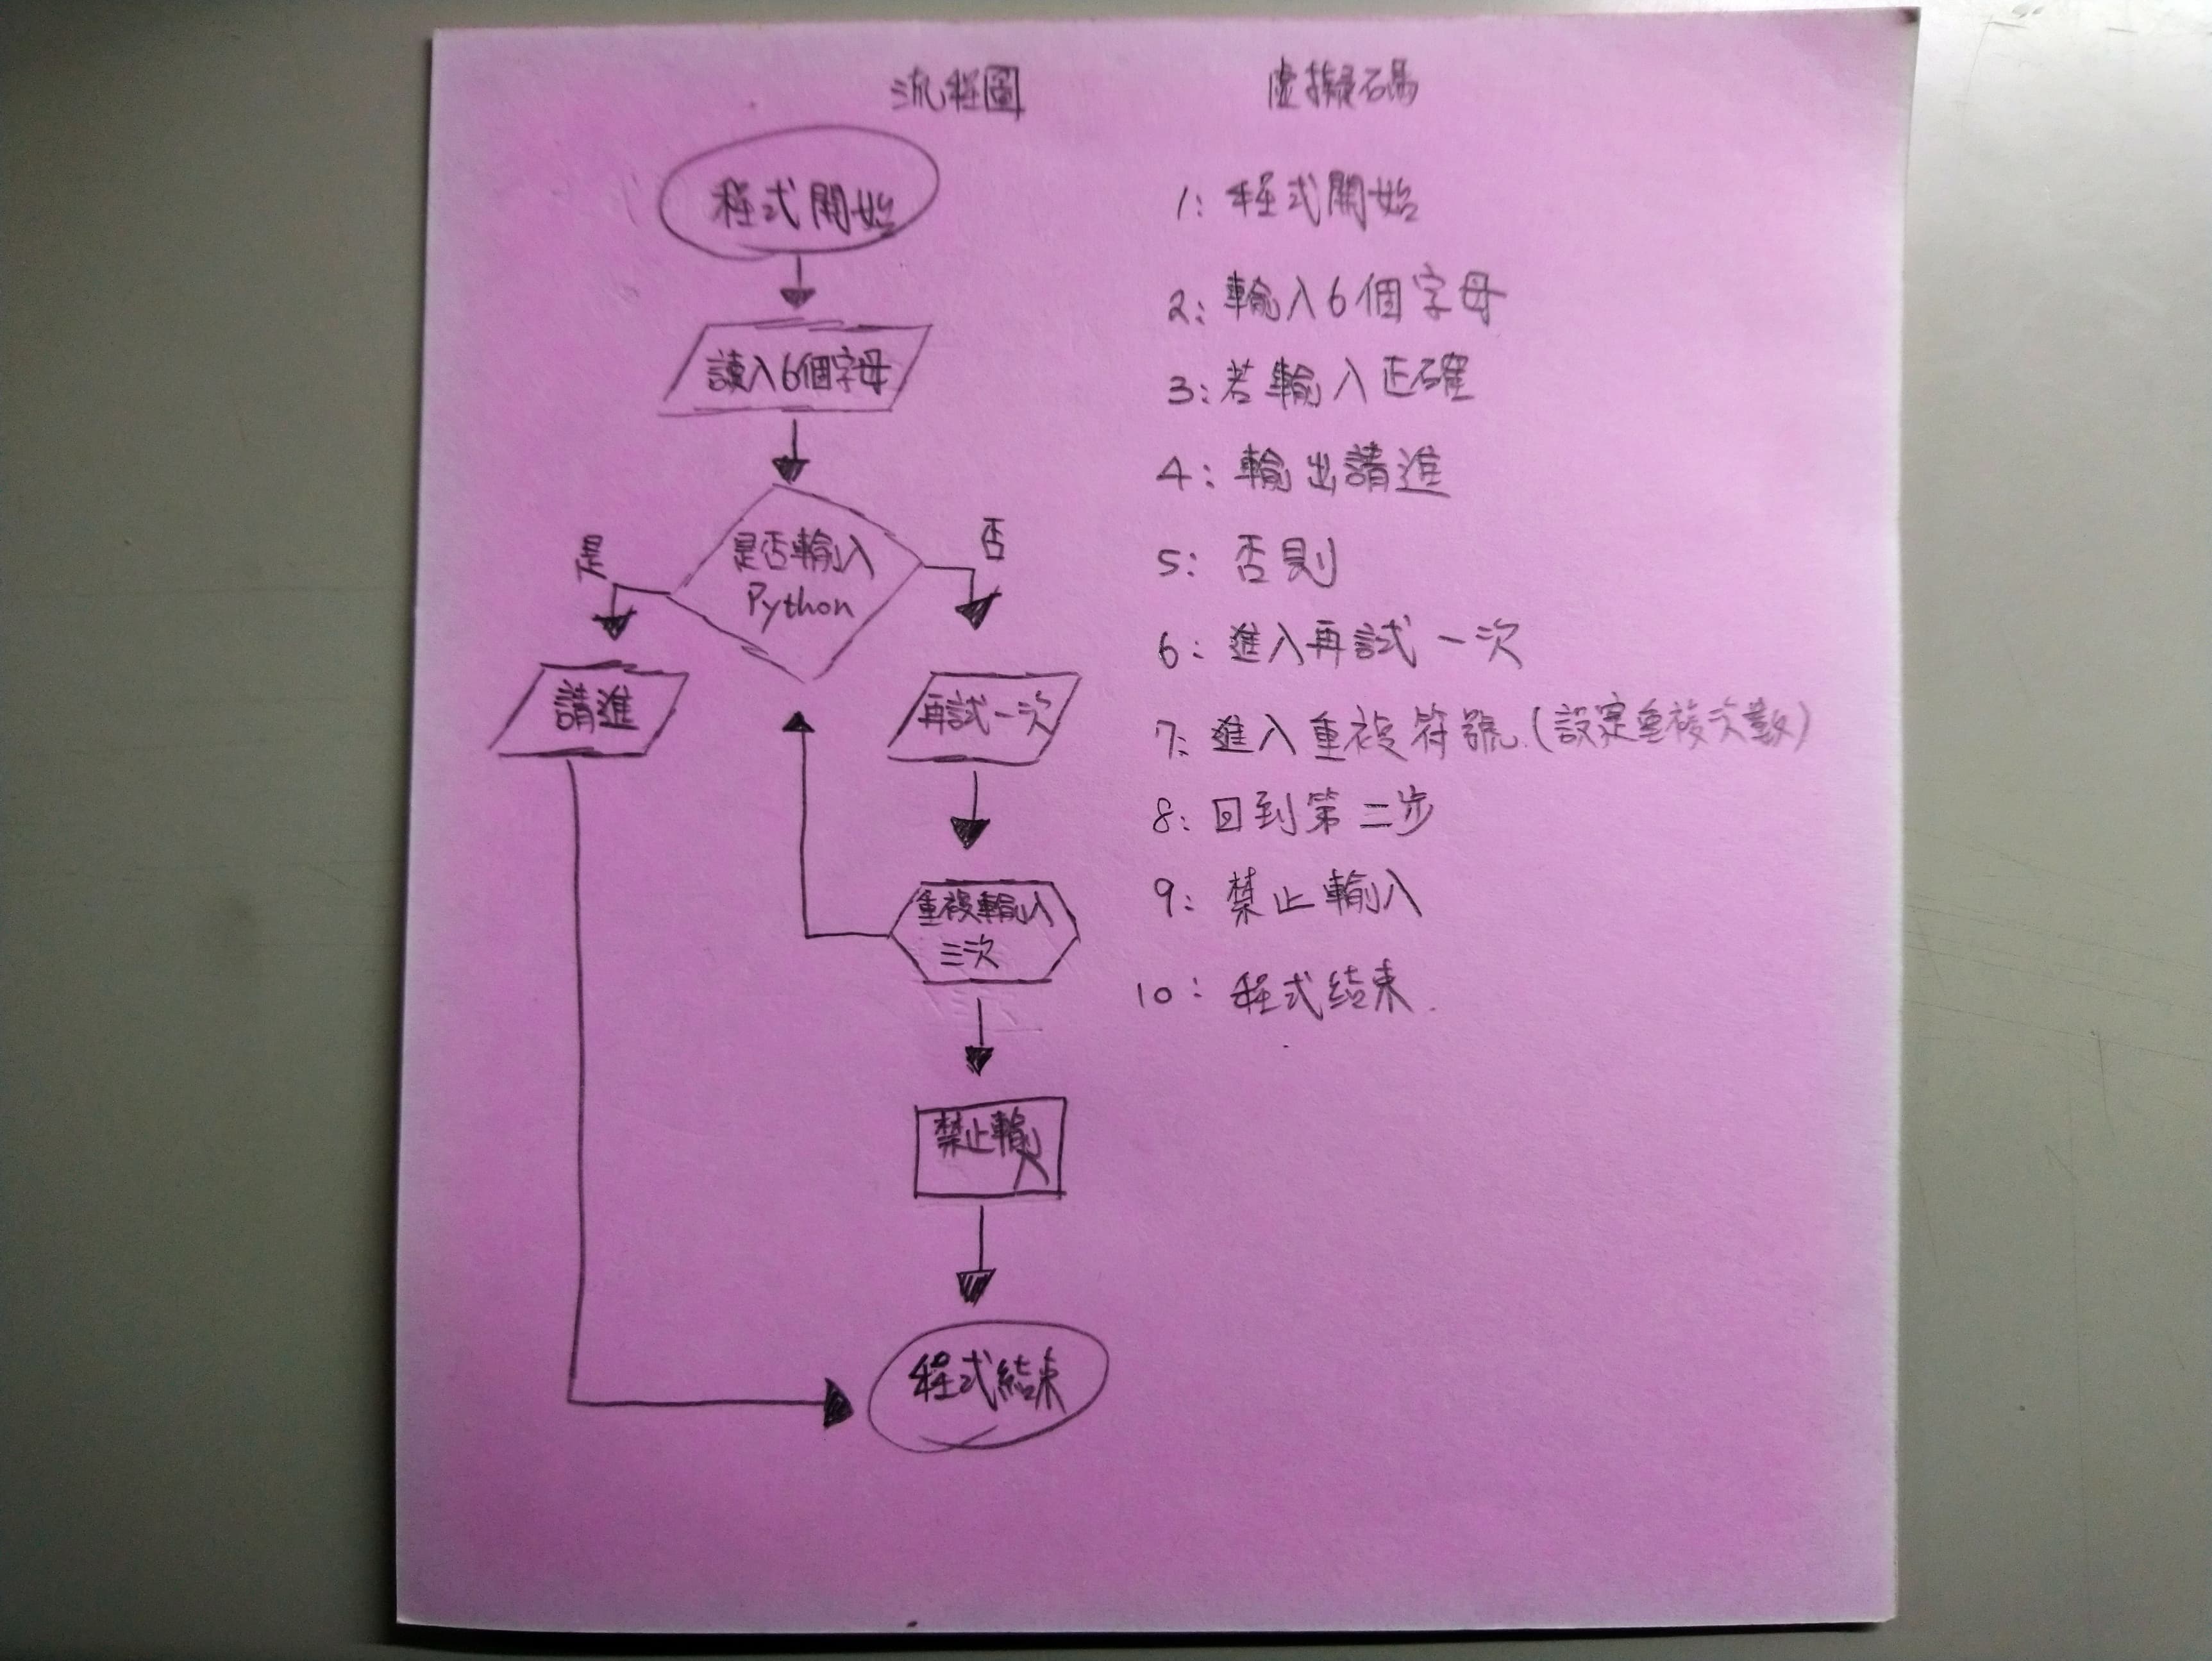 流程圖
程式開始
讀入6個字母
是否輸入
Python
是
否
請進
再試一次
重複輸入
三次
禁止輸入
程式結束
虛擬碼
1: 程式開始
2: 輸入6個字母
3: 若輸入正確
4: 輸出請進
5: 否則
6: 進入再試一次
7: 進入重複符號.(設定重複次數)
8: 回到第二步
9: 禁止輸入
10: 程式結束.